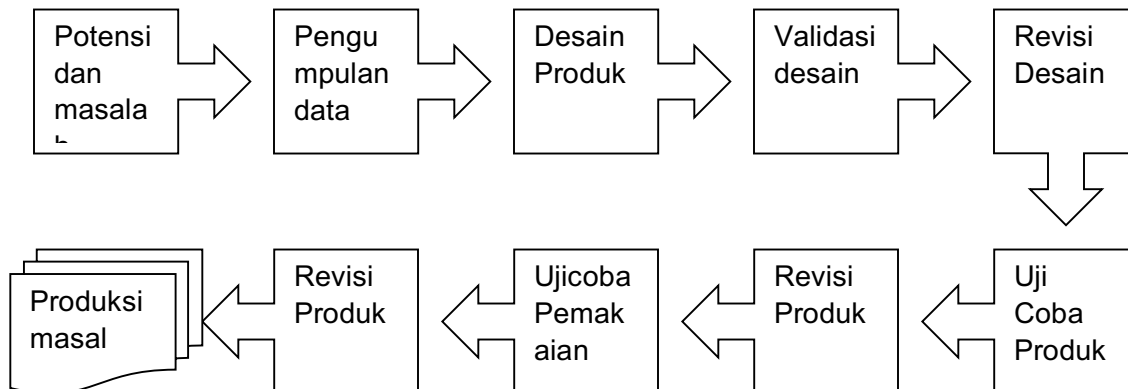 Potensi
dan
masala
h
Pengu
mpulan
data
Desain
Produk
Validasi
desain
Revisi
Desain
Uji
Coba
Produk
Revisi
Produk
Ujicoba
Pemak
aian
Revisi
Produk
Produksi
masal